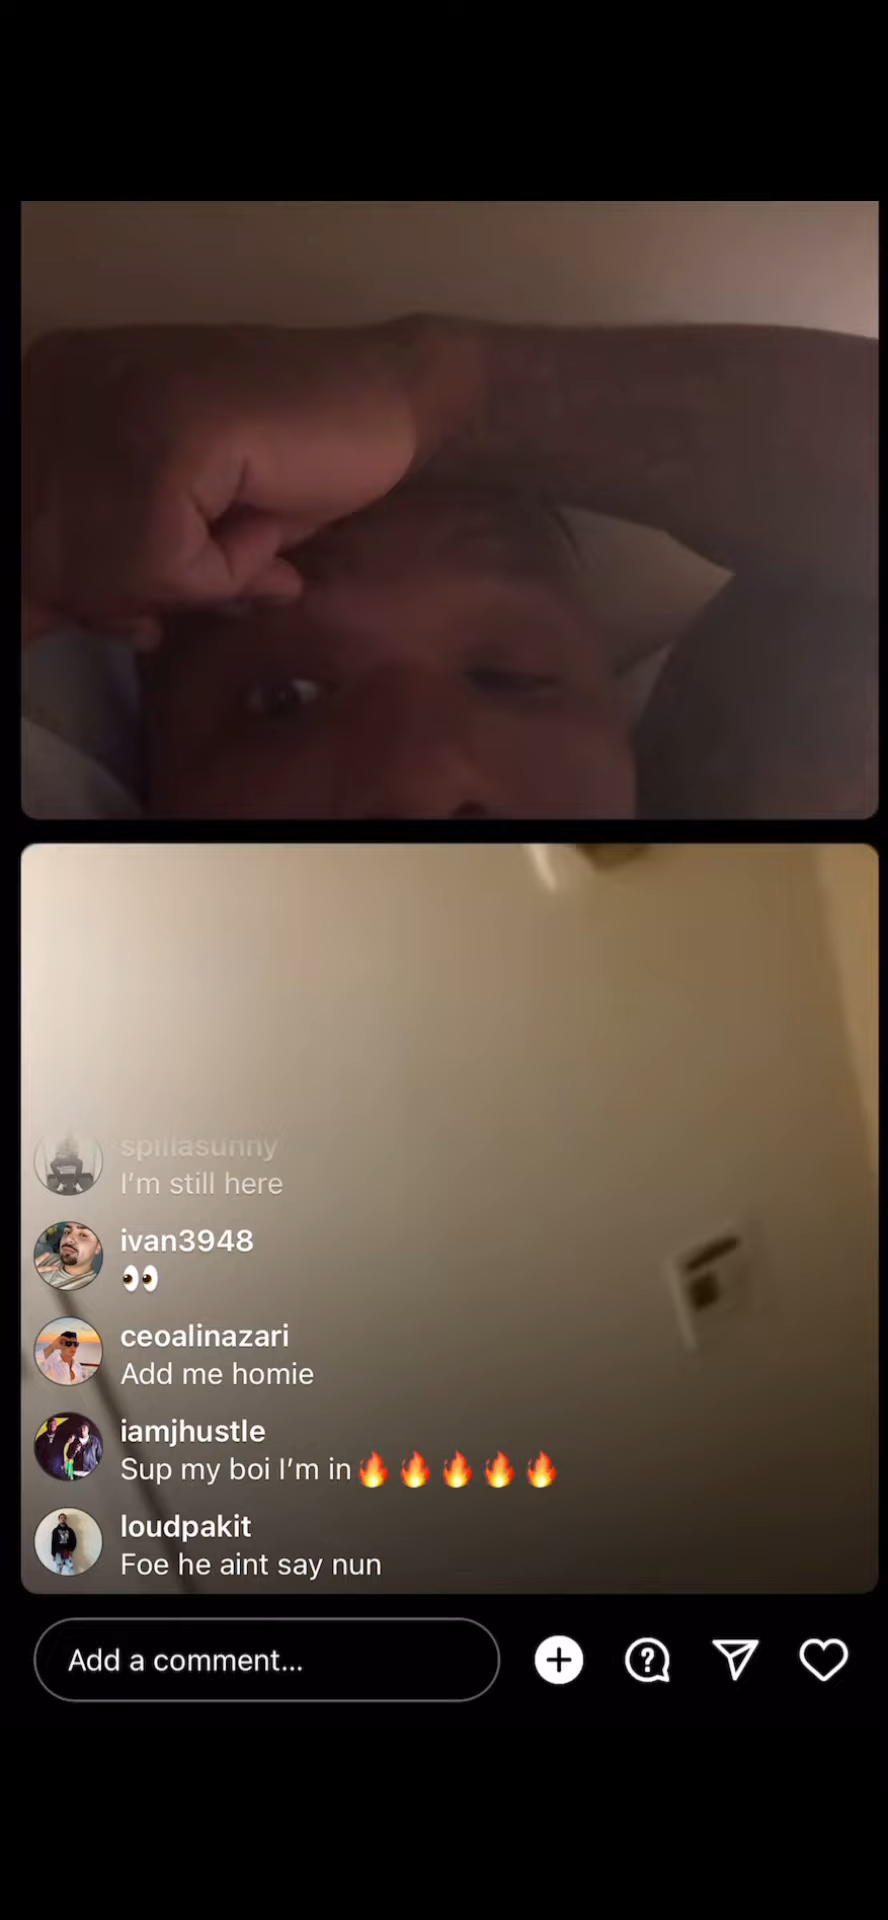 spillasunny
I'm still here
ivan3948
👀
ceoalinazari
Add me homie
iamjhustle
Sup my boi I'm in🔥🔥🔥🔥🔥
loudpakit
Foe he aint say nun
Add a comment...